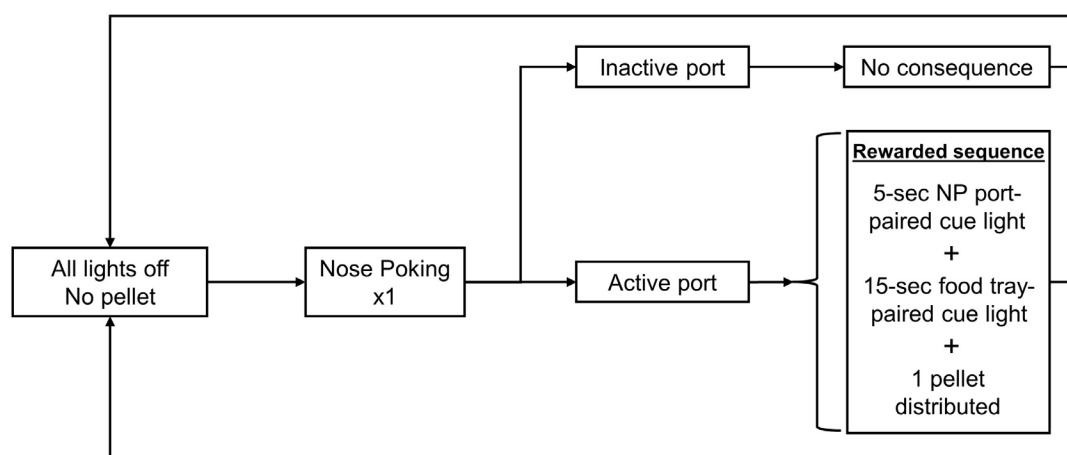 Inactive port
No consequence
All lights off
No pellet
Nose Poking
x1
Active port
Rewarded sequence
5-sec NP port-
paired cue light
+
15-sec food tray-
paired cue light
+
1 pellet
distributed